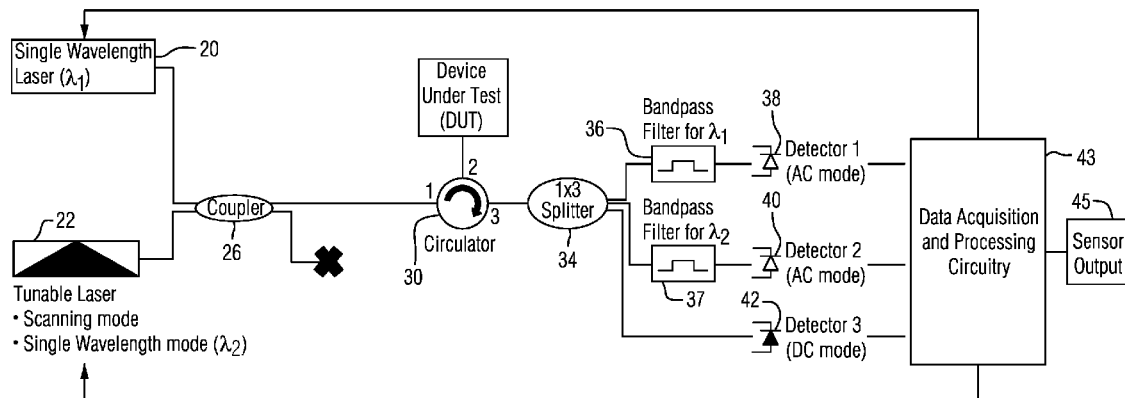 Single Wavelength
Laser (λ1)
20
Device
Under Test
(DUT)
22
Tunable Laser
• Scanning mode
• Single Wavelength mode (λ2)
Coupler
26
1
2
3
Circulator
30
1x3
Splitter
34
Bandpass
Filter for λ1
36
Bandpass
Filter for λ2
37
38
Detector 1
(AC mode)
40
Detector 2
(AC mode)
42
Detector 3
(DC mode)
43
Data Acquisition
and Processing
Circuitry
45
Sensor
Output